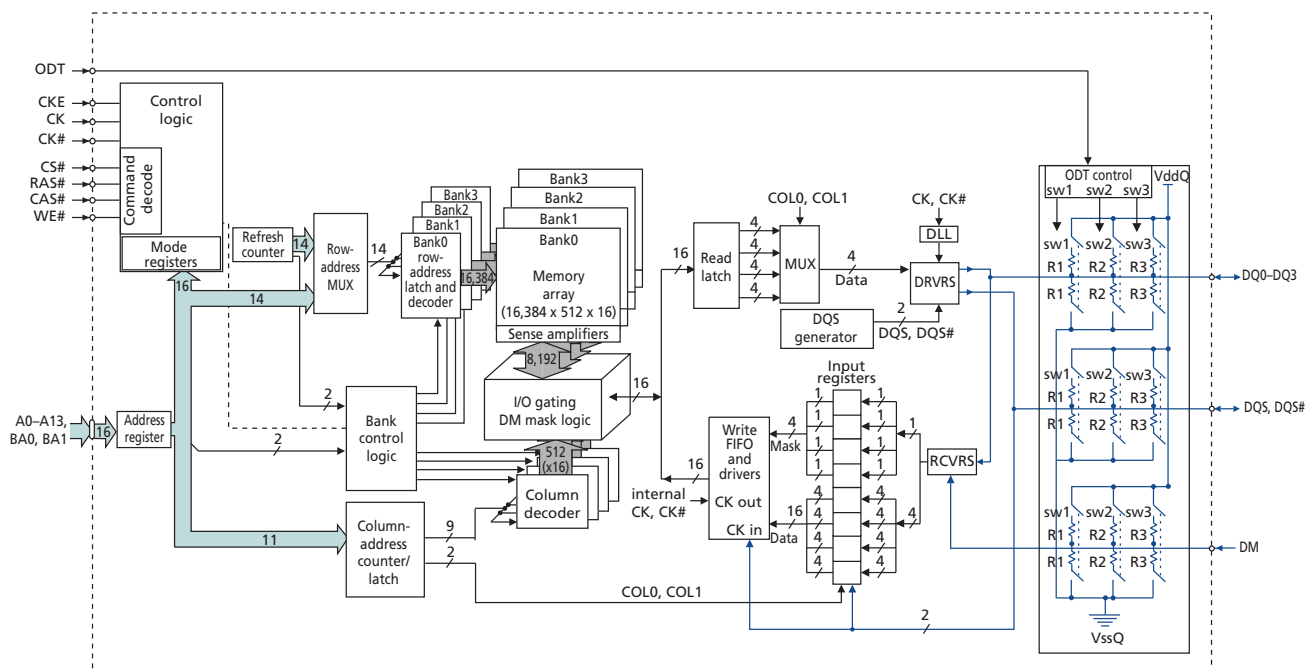 ODT
CKE
CK
CK#
CS#
RAS#
CAS#
WE#
Control
logic
Command
decode
Mode
registers
16
A0–A13,
BA0, BA1
16
Address
register
Refresh
counter
14
14
11
2
2
Row-
address
MUX
14
Bank3
Bank2
Bank1
Bank0
row-
address
latch and
decoder
16,384
Bank3
Bank2
Bank1
Bank0
Memory
array
(16,384 x 512 x 16)
Sense amplifiers
8,192
I/O gating
DM mask logic
16
512
(x16)
Column
decoder
Bank
control
logic
Column-
address
counter/
latch
9
2
COL0, COL1
16
Read
latch
4
4
4
4
COL0, COL1
MUX
4
Data
CK, CK#
DLL
DRVRS
DQS
generator
2
DQS, DQS#
Input
registers
1
1
1
1
4
4
4
4
1
1
1
1
4
4
4
4
1
4
RCVRS
Write
FIFO
and
drivers
CK out
CK in
4
Mask
16
Data
16
internal
CK, CK#
2
ODT control
VddQ
sw1 sw2 sw3
sw1 sw2 sw3
R1 R2 R3
R1 R2 R3
sw1 sw2 sw3
R1 R2 R3
R1 R2 R3
sw1 sw2 sw3
R1 R2 R3
R1 R2 R3
VssQ
DQ0–DQ3
DQS, DQS#
DM